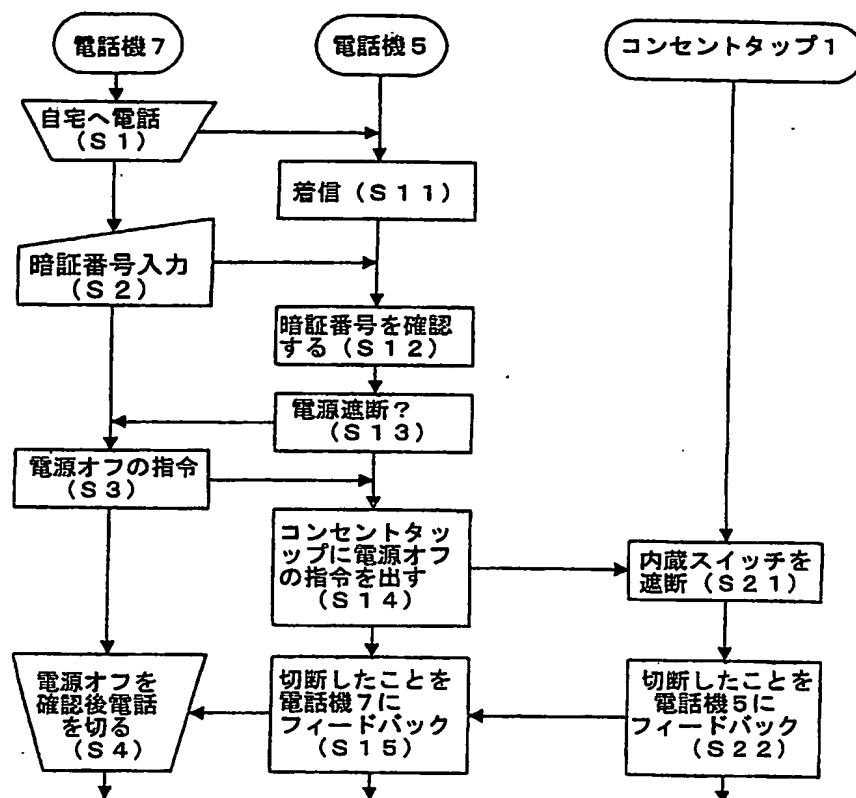 電話機7
電話機5
コンセントタップ1
自宅へ電話
(S1)
着信(S11)
暗証番号入力
(S2)
暗証番号を確認
する(S12)
電源遮断?
(S13)
電源オフの指令
(S3)
コンセントタッ
ップに電源オフ
の指令を出す
(S14)
内蔵スイッチを
遮断(S21)
電源オフを
確認後電話
を切る
(S4)
切断したことを
電話機7に
フィードバック
(S15)
切断したことを
電話機5に
フィードバック
(S22)